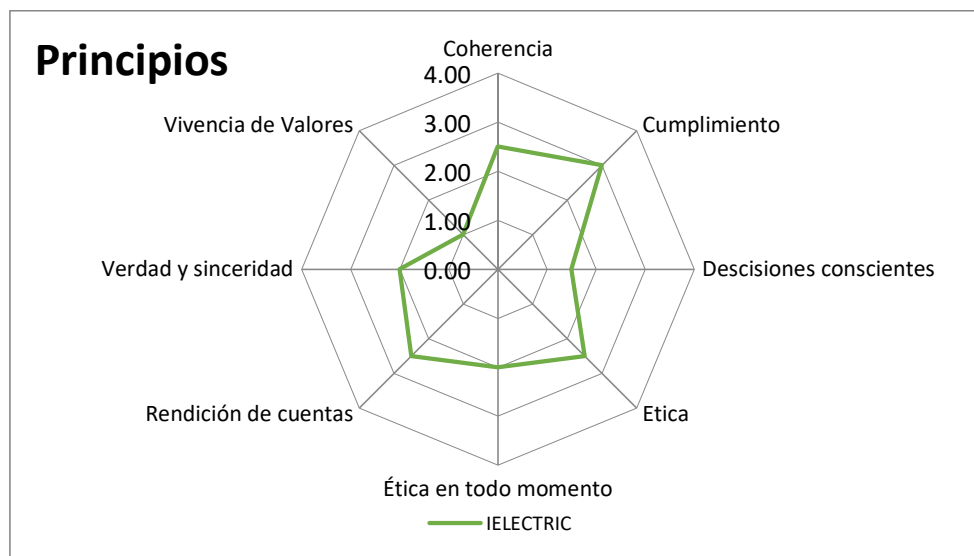 Principios
Coherencia
4.00
3.00
2.00
1.00
0.00
Cumplimiento
Descisiones conscientes
Etica
Ética en todo momento
Rendición de cuentas
Verdad y sinceridad
Vivencia de Valores
IELECTRIC